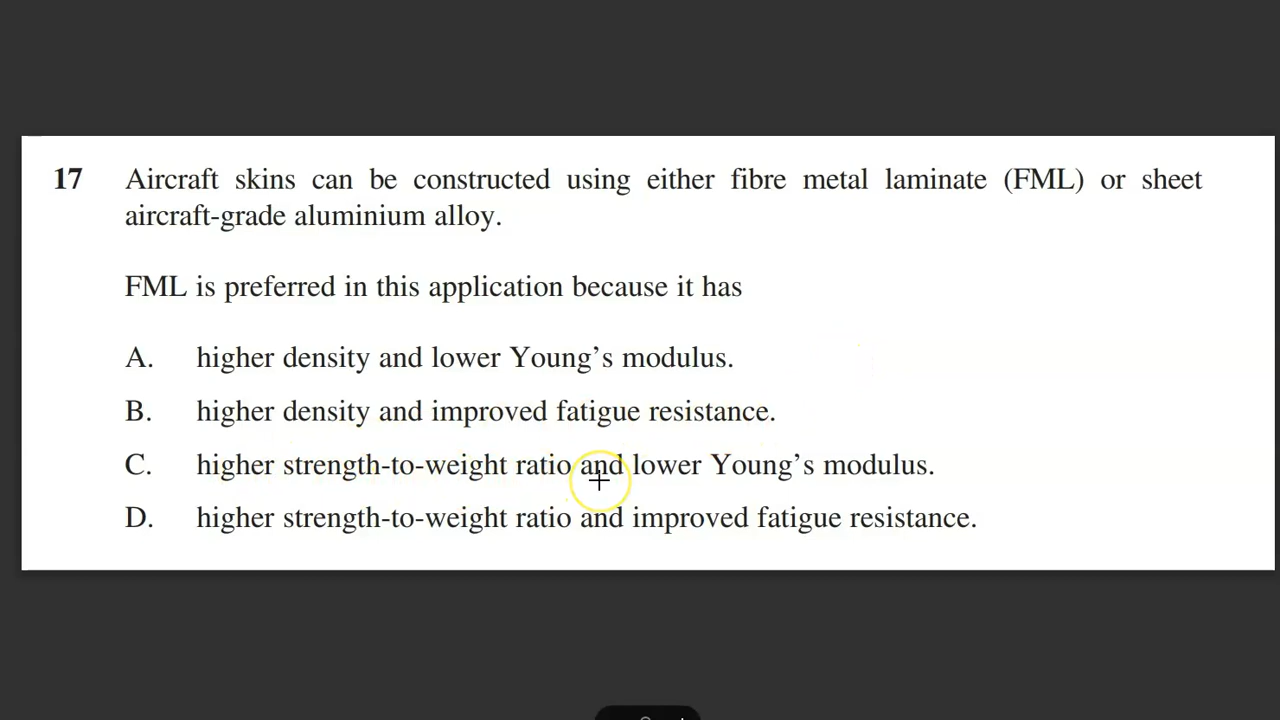 17 Aircraft skins can be constructed using either fibre metal laminate (FML) or sheet
aircraft-grade aluminium alloy.
FML is preferred in this application because it has
A. higher density and lower Young’s modulus.
B. higher density and improved fatigue resistance.
C. higher strength-to-weight ratio and lower Young’s modulus.
D. higher strength-to-weight ratio and improved fatigue resistance.